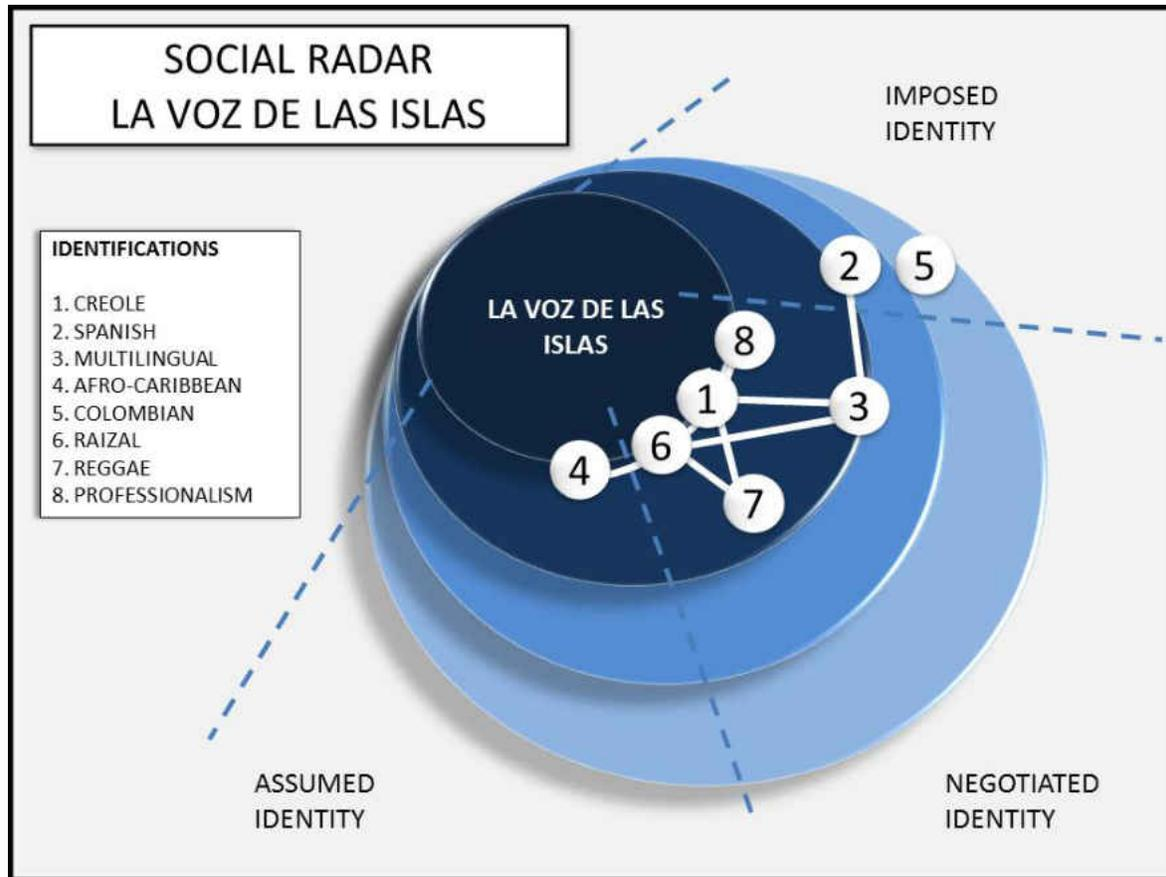 SOCIAL RADAR
LA VOZ DE LAS ISLAS
IMPOSED
IDENTITY
IDENTIFICATIONS
1. CREOLE
2. SPANISH
3. MULTILINGUAL
4. AFRO-CARIBBEAN
5. COLOMBIAN
6. RAIZAL
7. REGGAE
8. PROFESSIONALISM
LA VOZ DE LAS
ISLAS
2
5
8
1
3
6
4
7
ASSUMED
IDENTITY
NEGOTIATED
IDENTITY